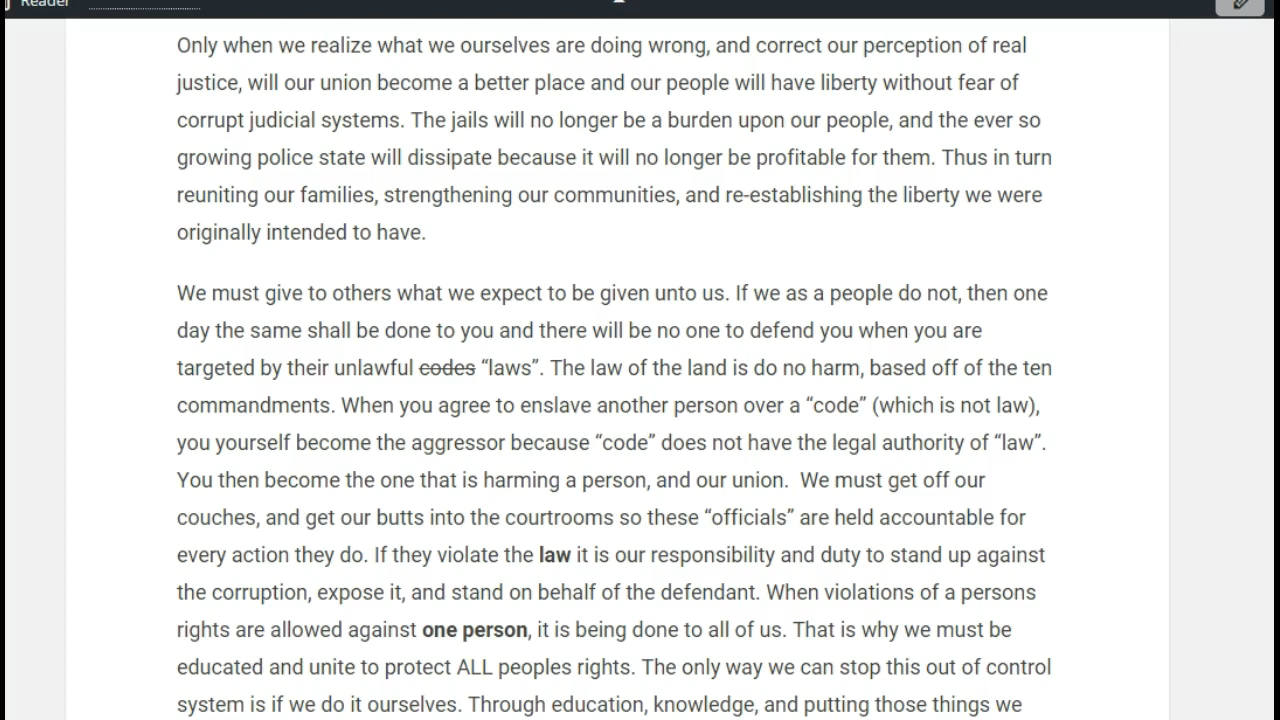 Reader
Only when we realize what we ourselves are doing wrong, and correct our perception of real
justice, will our union become a better place and our people will have liberty without fear of
corrupt judicial systems. The jails will no longer be a burden upon our people, and the ever so
growing police state will dissipate because it will no longer be profitable for them. Thus in turn
reuniting our families, strengthening our communities, and re-establishing the liberty we were
originally intended to have.
We must give to others what we expect to be given unto us. If we as a people do not, then one
day the same shall be done to you and there will be no one to defend you when you are
targeted by their unlawful codes “laws”. The law of the land is do no harm, based off of the ten
commandments. When you agree to enslave another person over a “code” (which is not law),
you yourself become the aggressor because “code” does not have the legal authority of “law”.
You then become the one that is harming a person, and our union.  We must get off our
couches, and get our butts into the courtrooms so these “officials” are held accountable for
every action they do. If they violate the law it is our responsibility and duty to stand up against
the corruption, expose it, and stand on behalf of the defendant. When violations of a persons
rights are allowed against one person, it is being done to all of us. That is why we must be
educated and unite to protect ALL peoples rights. The only way we can stop this out of control
system is if we do it ourselves. Through education, knowledge, and putting those things we